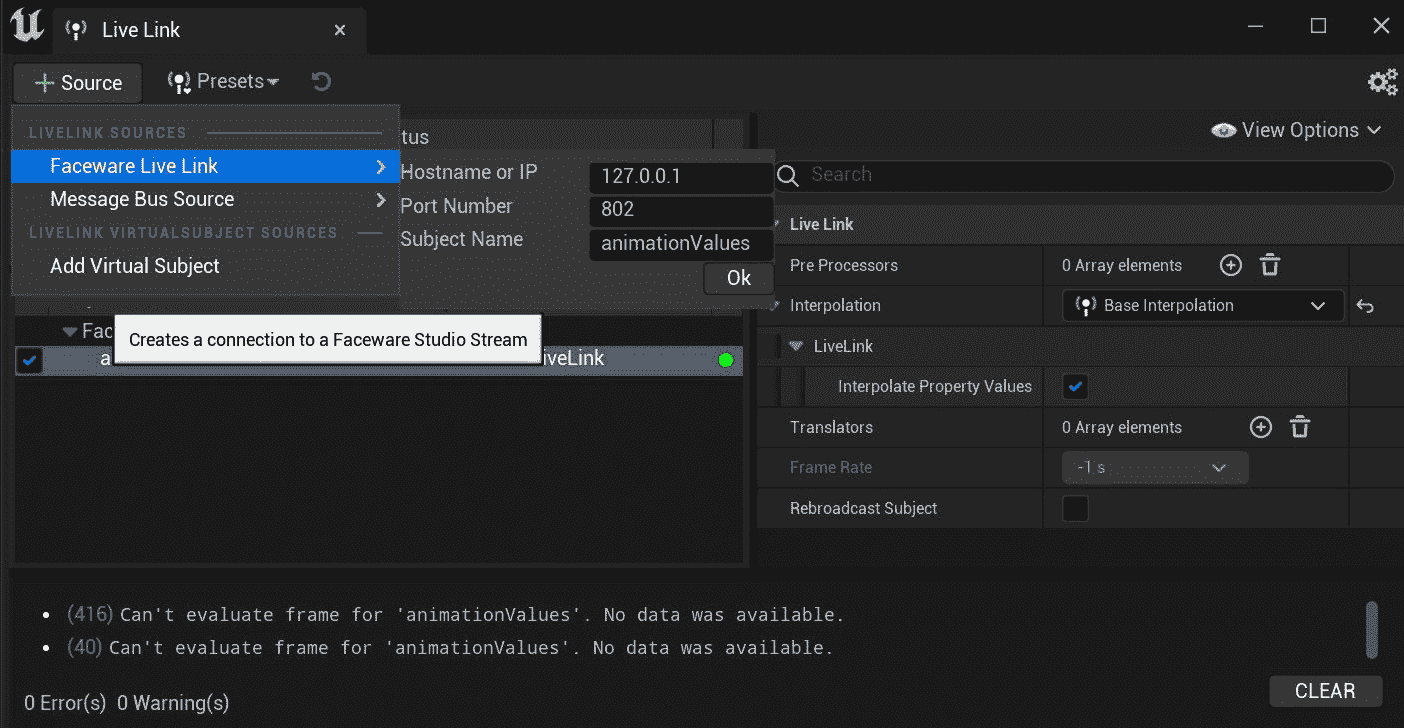 Live Link
Source Presets
LIVELINK SOURCES
tus
View Options
Faceware Live Link
Hostname or IP 127.0.0.1
Search
Message Bus Source
Port Number 802
LIVELINK VIRTUALSUBJECT SOURCES
Subject Name animationValues
Live Link
Add Virtual Subject
Ok
Pre Processors 0 Array elements
Interpolation Base Interpolation
Fac
Creates a connection to a Faceware Studio Stream
LiveLink
a iveLink
Interpolate Property Values
Translators 0 Array elements
Frame Rate -1 s
Rebroadcast Subject
(416) Can't evaluate frame for 'animationValues'. No data was available.
(40) Can't evaluate frame for 'animationValues'. No data was available.
CLEAR
0 Error(s) 0 Warning(s)